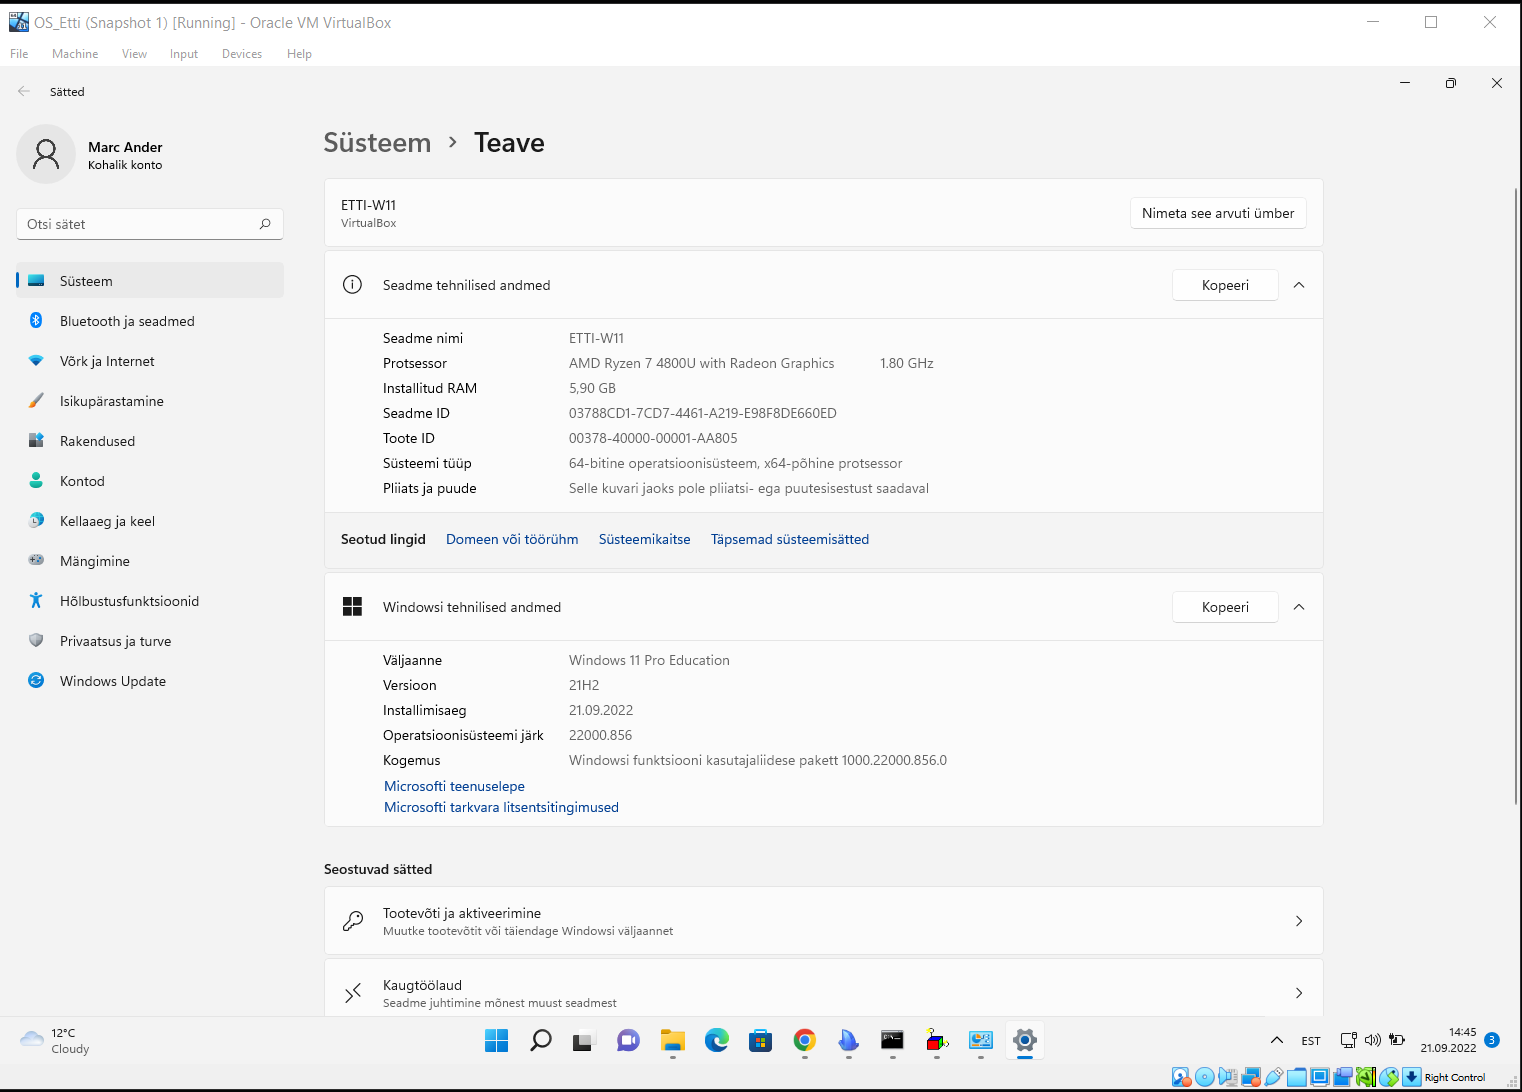 OS_Etti (Snapshot 1) [Running] - Oracle VM VirtualBox
File Machine View Input Devices Help
Sätted
Marc Ander
Kohalik konto
Otsi sätet
Süsteem
Bluetooth ja seadmed
Võrk ja Internet
Isikupärastamine
Rakendused
Kontod
Kellaaeg ja keel
Mängimine
Hõlbustusfunktsioonid
Privaatsus ja turve
Windows Update
Süsteem › Teave
ETTI-W11
VirtualBox
Nimeta see arvuti ümber
Seadme tehnilised andmed
Kopeeri
Seadme nimi ETTI-W11
Protsessor AMD Ryzen 7 4800U with Radeon Graphics 1.80 GHz
Installitud RAM 5,90 GB
Seadme ID 03788CD1-7CD7-4461-A219-E98F8DE660ED
Toote ID 00378-40000-00001-AA805
Süsteemi tüüp 64-bitine operatsioonisüsteem, x64-põhine protsessor
Pliiats ja puude Selle kuvari jaoks pole pliiatsi- ega puutesisestust saadaval
Seotud lingid Domeen või töörühm Süsteemikaitse Täpsemad süsteemisätted
Windowsi tehnilised andmed
Kopeeri
Väljaanne Windows 11 Pro Education
Versioon 21H2
Installimisaeg 21.09.2022
Operatsioonisüsteemi järk 22000.856
Kogemus Windowsi funktsiooni kasutajaliidese pakett 1000.22000.856.0
Microsofti teenuselepe
Microsofti tarkvara litsentsitingimused
Seostuvad sätted
Tootevõti ja aktiveerimine
Muutke tootevõtit või täiendage Windowsi väljaannet
Kaugtöölaud
Seadme juhtimine mõnest muust seadmest
12°C
Cloudy
EST
14:45
21.09.2022
3
Right Control